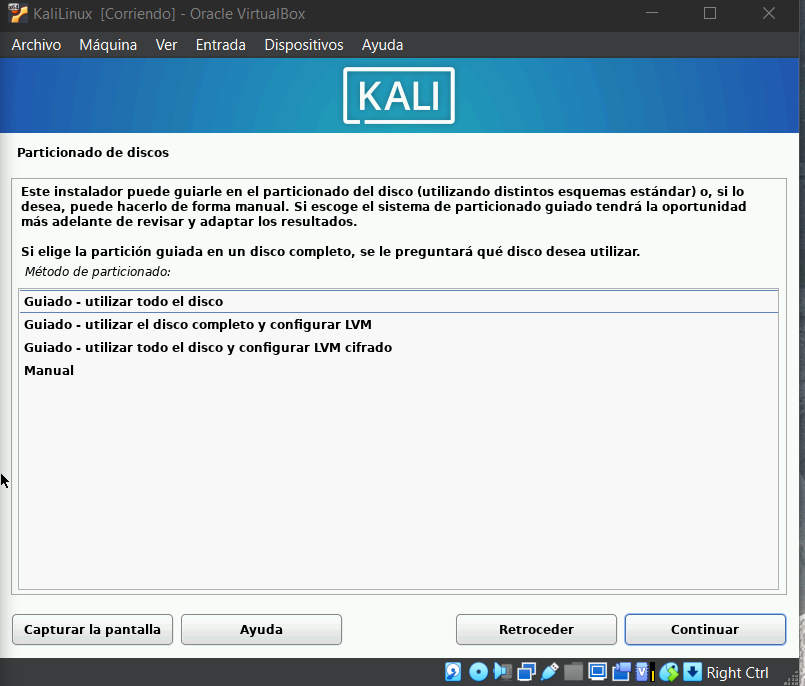 KaliLinux [Corriendo] - Oracle VirtualBox
Archivo Máquina Ver Entrada Dispositivos Ayuda
KALI
Particionado de discos
Este instalador puede guiarle en el particionado del disco (utilizando distintos esquemas estándar) o, si lo
desea, puede hacerlo de forma manual. Si escoge el sistema de particionado guiado tendrá la oportunidad
más adelante de revisar y adaptar los resultados.
Si elige la partición guiada en un disco completo, se le preguntará qué disco desea utilizar.
Método de particionado:
Guiado - utilizar todo el disco
Guiado - utilizar el disco completo y configurar LVM
Guiado - utilizar todo el disco y configurar LVM cifrado
Manual
Capturar la pantalla Ayuda Retroceder Continuar
Right Ctrl